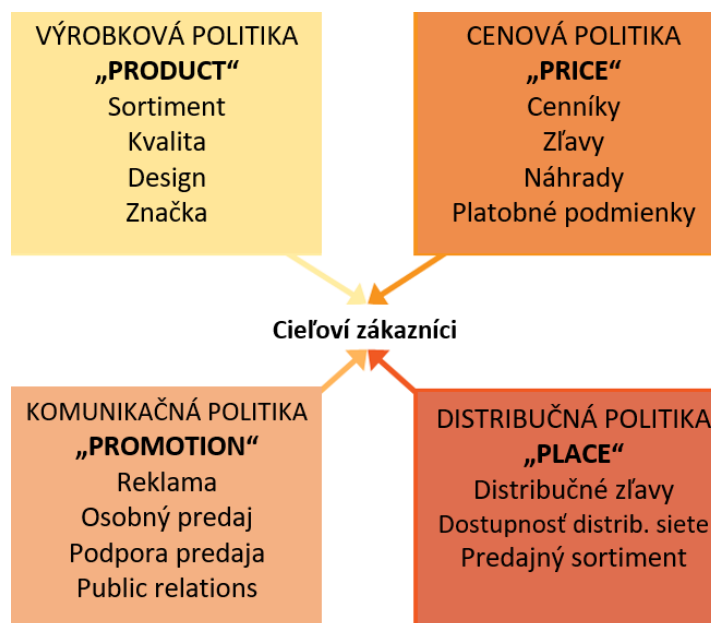 VÝROBKOVÁ POLITIKA
„PRODUCT“
Sortiment
Kvalita
Design
Značka
CENOVÁ POLITIKA
„PRICE“
Cenníky
Zľavy
Náhrady
Platobné podmienky
Cieľoví zákazníci
KOMUNIKAČNÁ POLITIKA
„PROMOTION“
Reklama
Osobný predaj
Podpora predaja
Public relations
DISTRIBUČNÁ POLITIKA
„PLACE“
Distribučné zľavy
Dostupnosť distrib. siete
Predajný sortiment